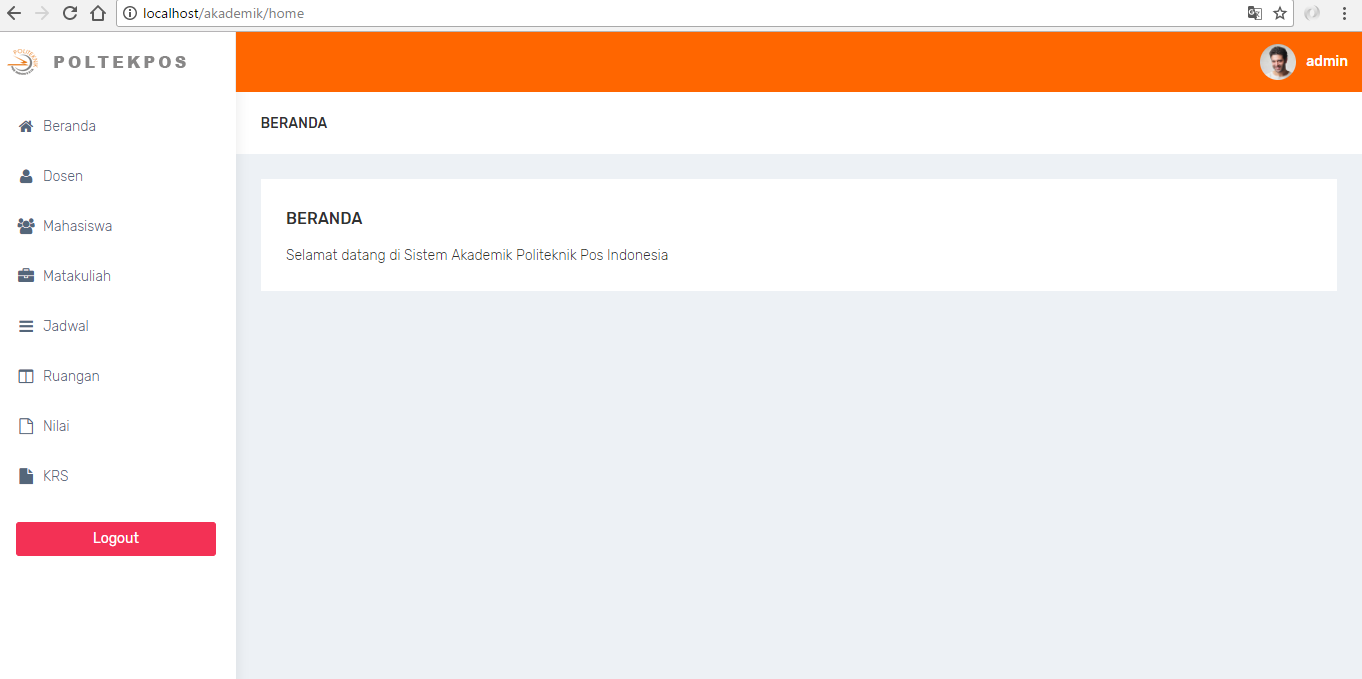 localhost/akademik/home
POLTEKPOS
admin
Beranda
Dosen
Mahasiswa
Matakuliah
Jadwal
Ruangan
Nilai
KRS
Logout
BERANDA
BERANDA
Selamat datang di Sistem Akademik Politeknik Pos Indonesia